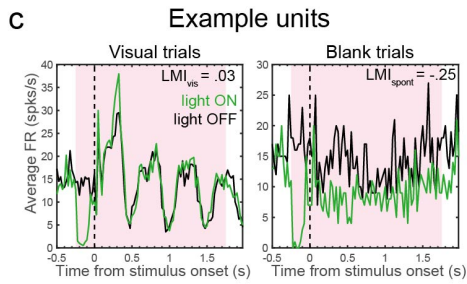 c
Example units
Visual trials
Blank trials
LMIvis= .03
light ON
light OFF
LMIspont= -.25
Average FR (spks/s)
40
35
30
25
20
15
10
5
0
-0.5
0
0.5
1.0
1.5
Time from stimulus onset (s)
30
25
20
15
10
5
0
-0.5
0
0.5
1.0
1.5
Time from stimulus onset (s)